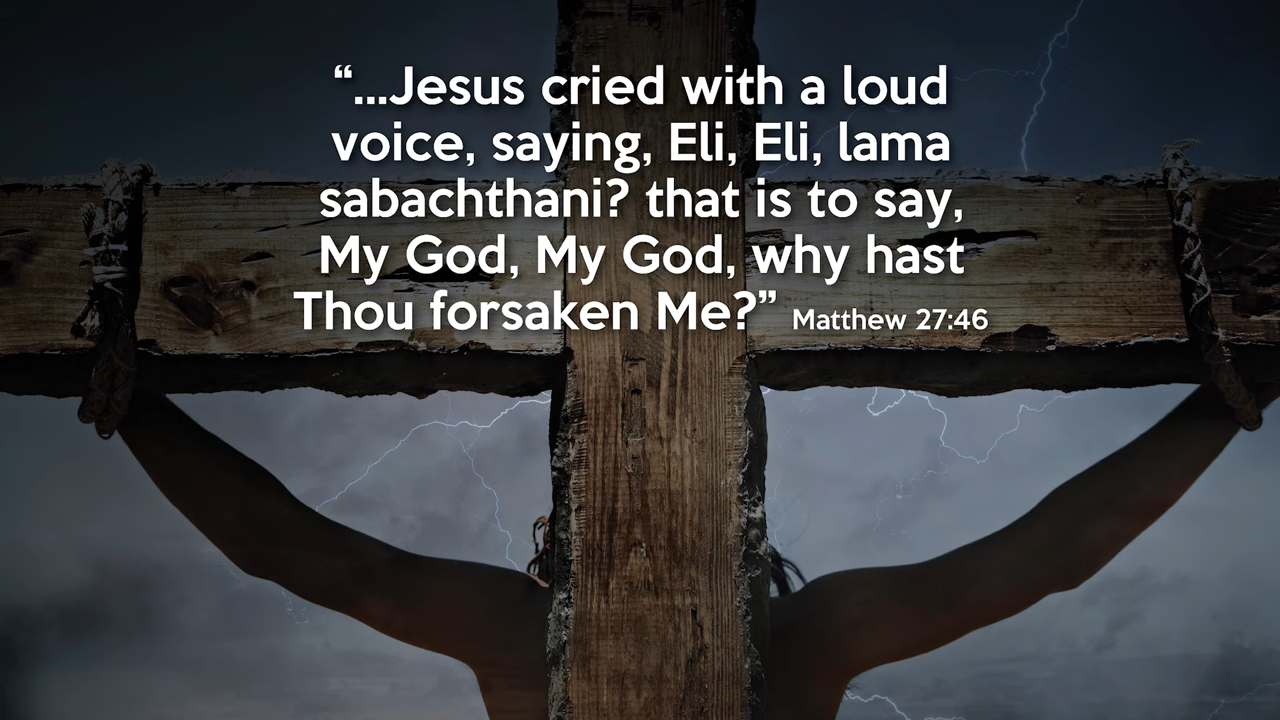 “...Jesus cried with a loud
voice, saying, Eli, Eli, lama
sabachthani? that is to say,
My God, My God, why hast
Thou forsaken Me?” Matthew 27:46